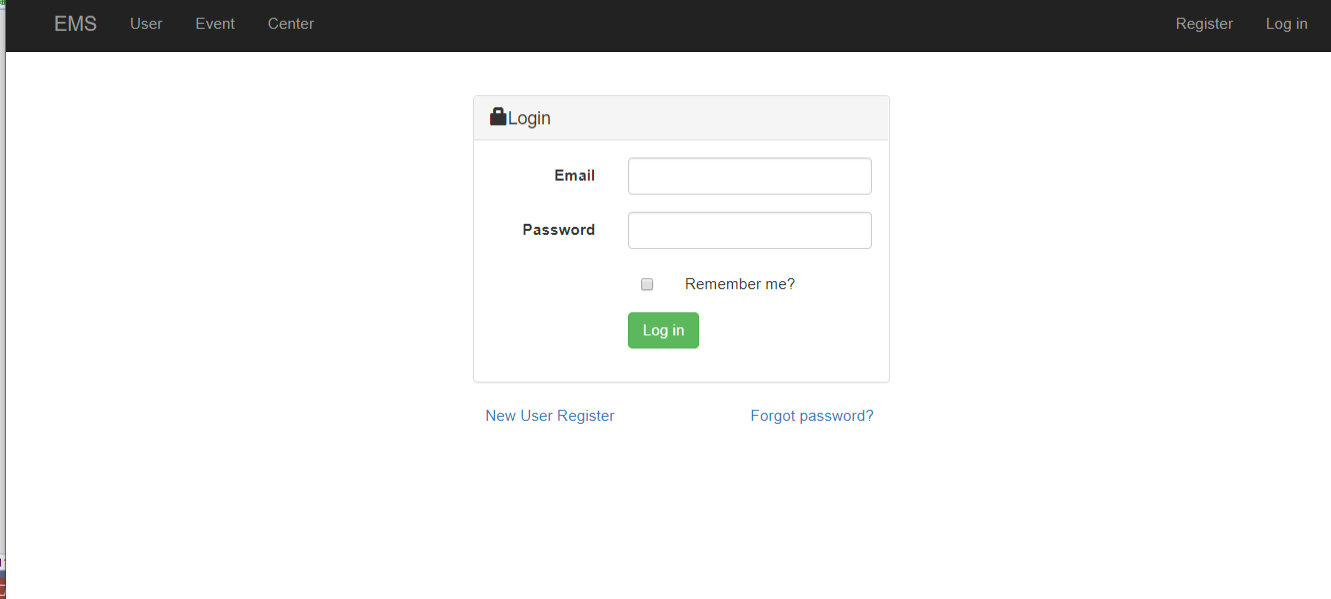 EMS User Event Center Register Log in
Login
Email
Password
Remember me?
Log in
New User Register Forgot password?